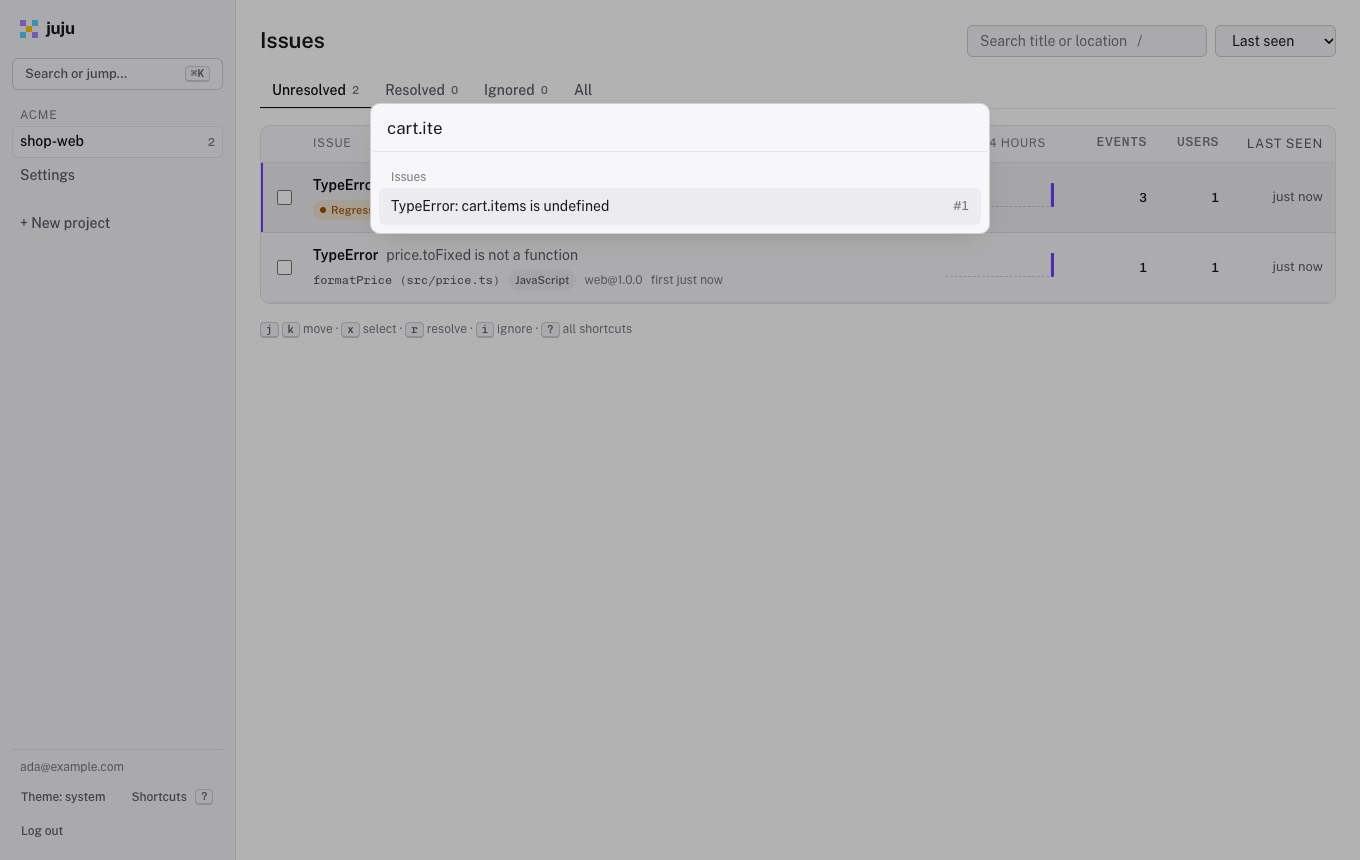 juju
Search or jump... ⌘K
ACME
shop-web 2
Settings
+ New project
ada@example.com
Theme: system Shortcuts ?
Log out
Issues
Search title or location /
Last seen
Unresolved 2 Resolved 0 Ignored 0 All
cart.ite
Issues
TypeError: cart.items is undefined #1
ISSUE 4 HOURS EVENTS USERS LAST SEEN
TypeErro 3 1 just now
Regress
TypeError price.toFixed is not a function 1 1 just now
formatPrice (src/price.ts) JavaScript web@1.0.0 first just now
j k move · x select · r resolve · i ignore · ? all shortcuts